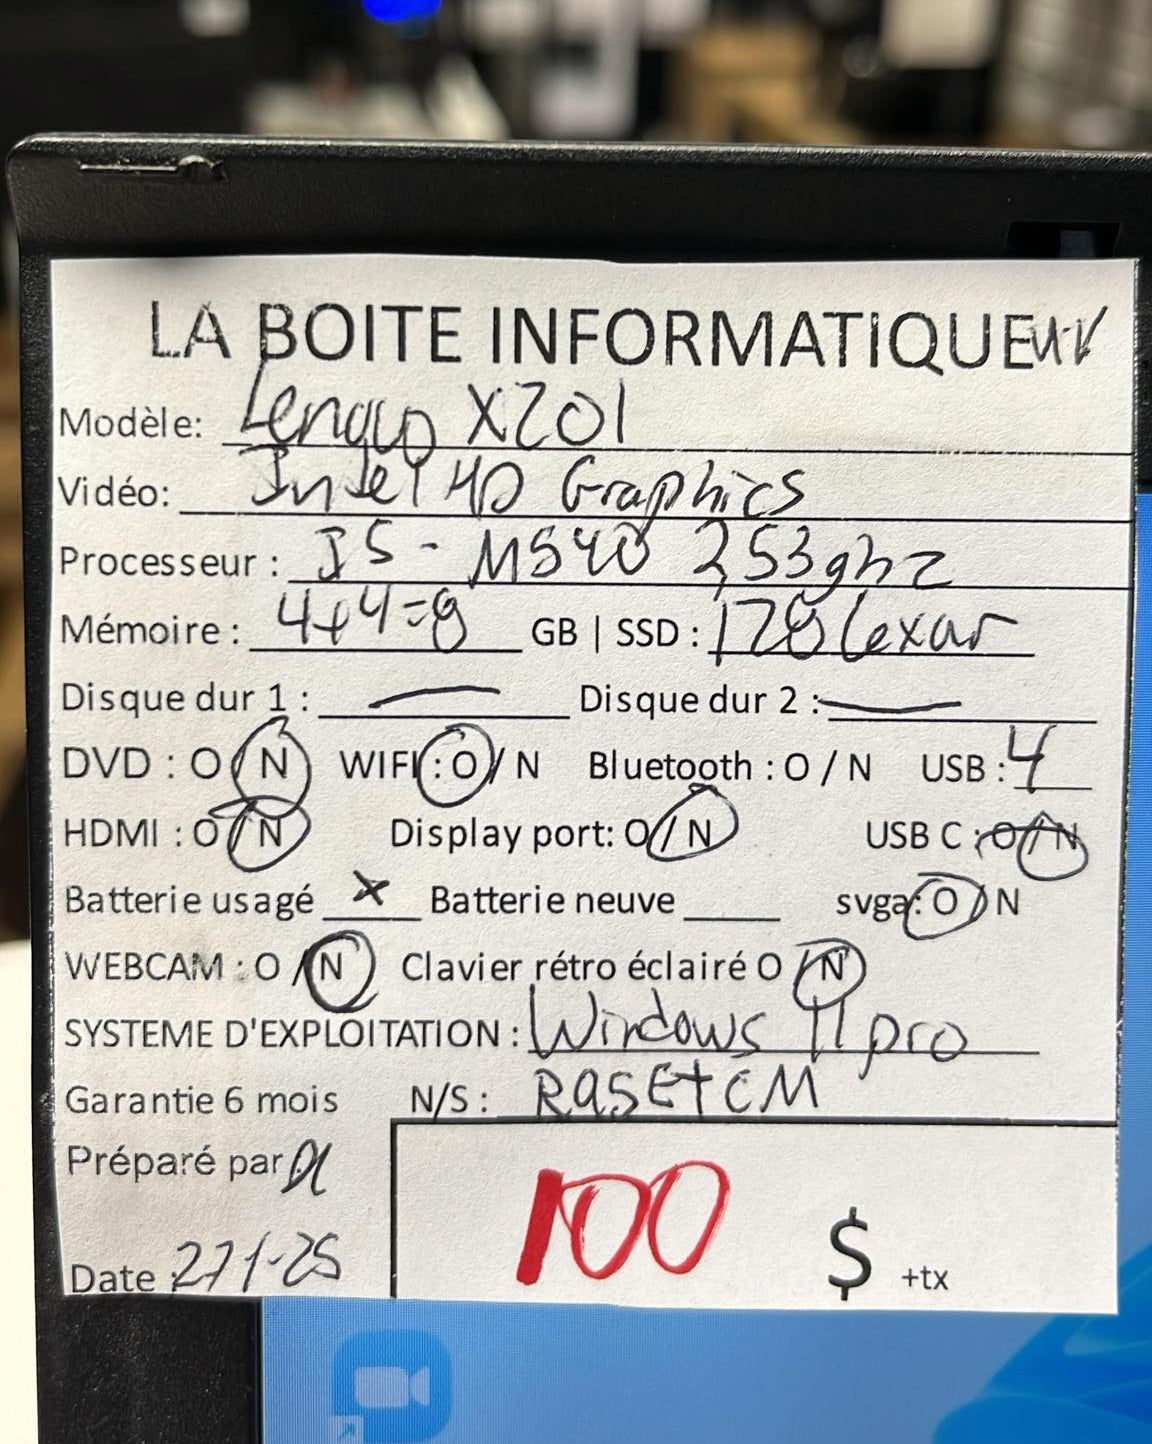 LA BOITE INFORMATIQUE
Modèle: Lenovo X201
Vidéo: Intel HD Graphics
Processeur : I5 - M540 2,53ghz
Mémoire : 4+4=8 GB | SSD : 128 lexar
Disque dur 1 : — Disque dur 2 : —
DVD : O / N WIFI : O / N Bluetooth : O / N USB : 4
HDMI : O / N Display port: O / N USB C : O / N
Batterie usagé X Batterie neuve svga: O / N
WEBCAM : O / N Clavier rétro éclairé O / N
SYSTEME D'EXPLOITATION : Windows 11 pro
Garantie 6 mois N/S :
Préparé par
Date 27-1-25
100 $ +tx